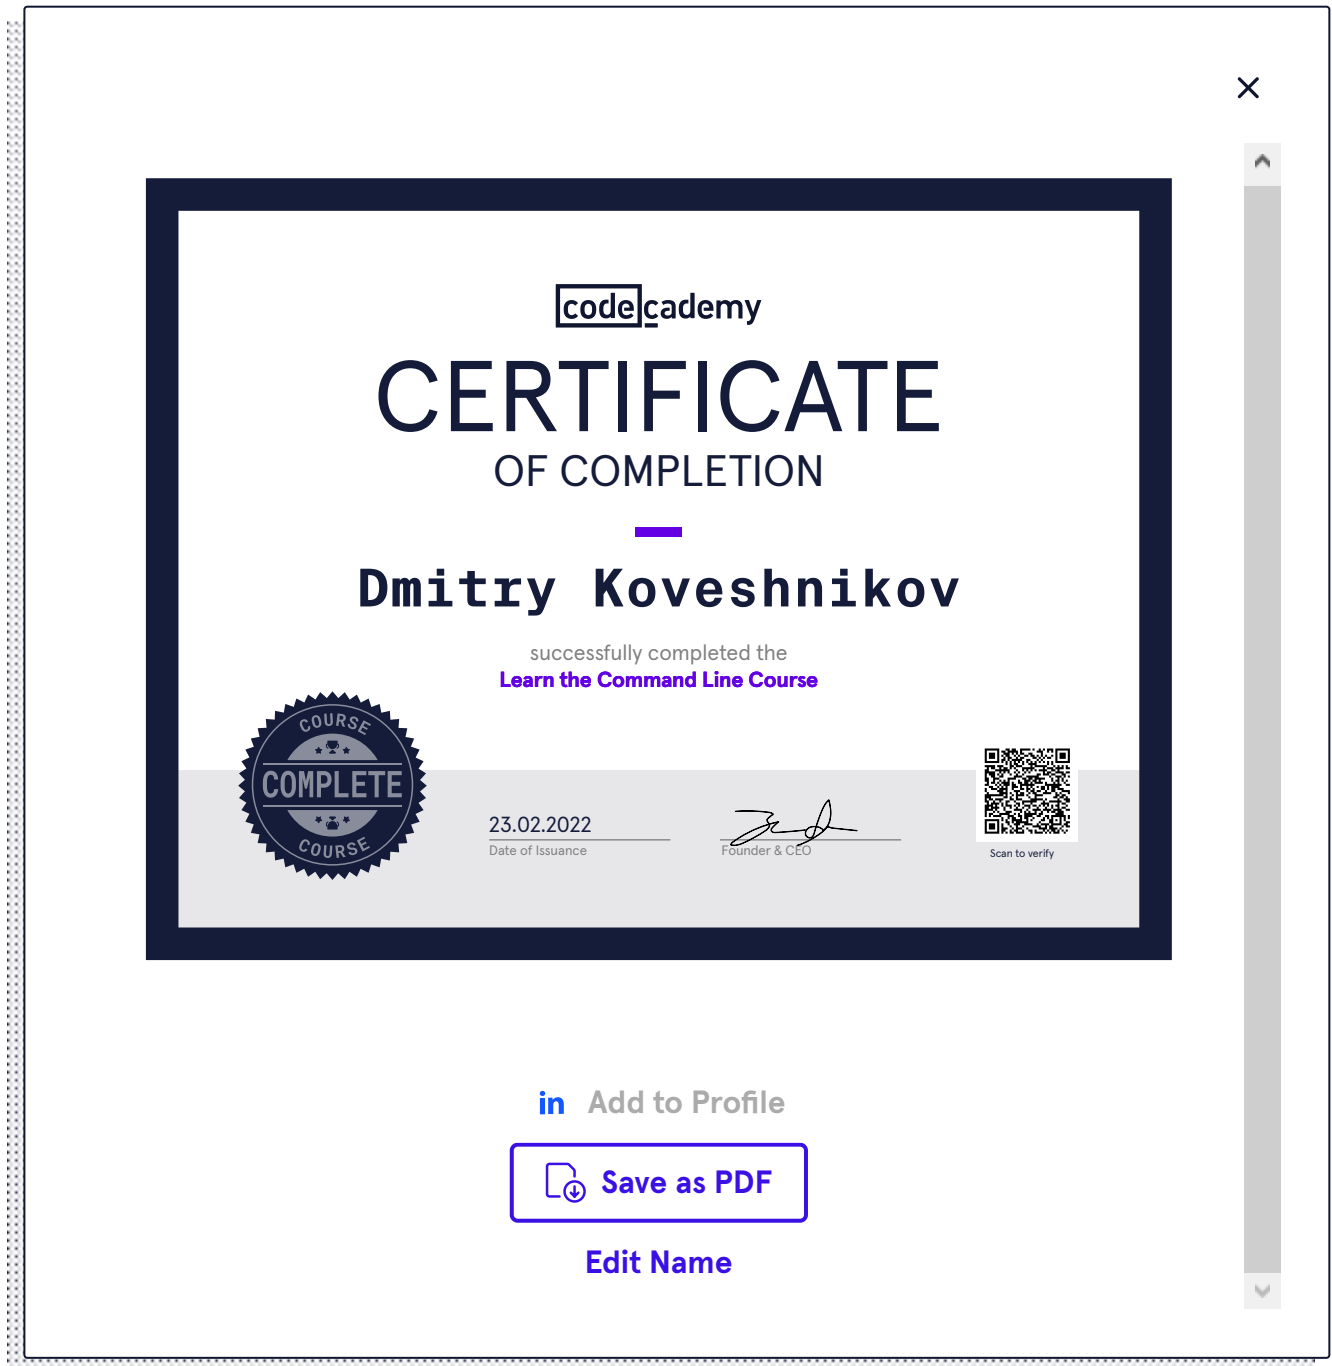 codecademy
CERTIFICATE
OF COMPLETION
Dmitry Koveshnikov
successfully completed the
Learn the Command Line Course
COURSE
COMPLETE
COURSE
23.02.2022
Date of Issuance
Founder & CEO
Scan to verify
in Add to Profile
Save as PDF
Edit Name